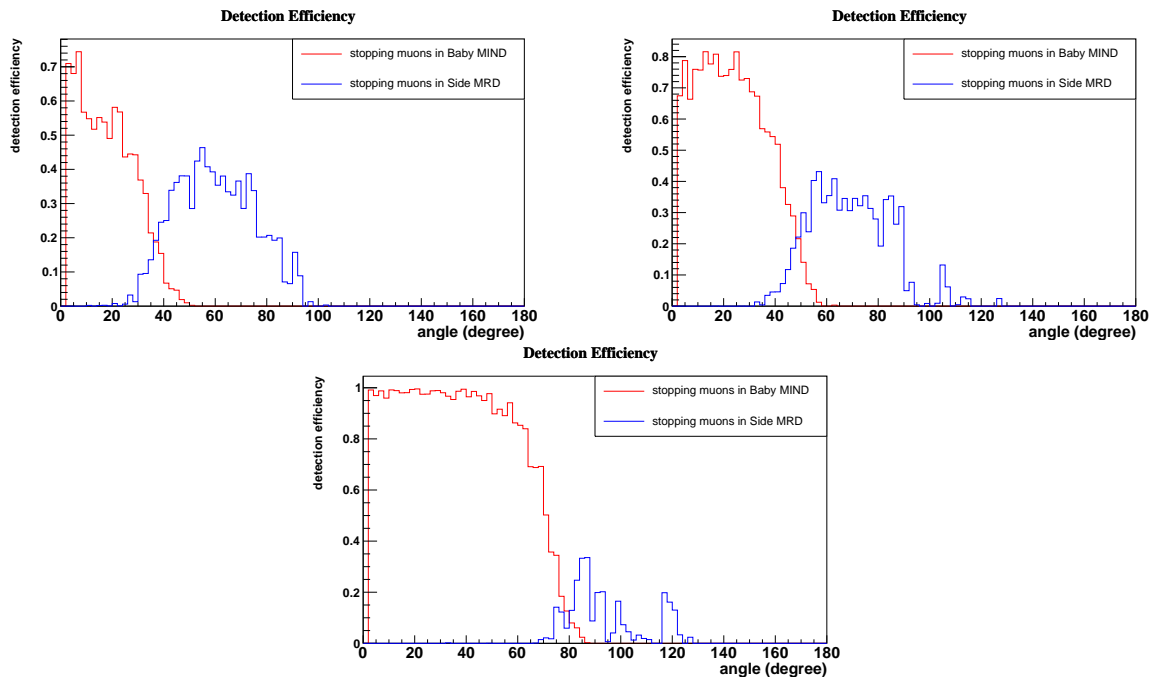 Detection Efficiency
detection efficiency
0.7
0.6
0.5
0.4
0.3
0.2
0.1
0
stopping muons in Baby MIND
stopping muons in Side MRD
0 20 40 60 80 100 120 140 160 180
angle (degree)
Detection Efficiency
detection efficiency
0.8
0.7
0.6
0.5
0.4
0.3
0.2
0.1
0
stopping muons in Baby MIND
stopping muons in Side MRD
0 20 40 60 80 100 120 140 160 180
angle (degree)
Detection Efficiency
detection efficiency
1
0.8
0.6
0.4
0.2
0
stopping muons in Baby MIND
stopping muons in Side MRD
0 20 40 60 80 100 120 140 160 180
angle (degree)